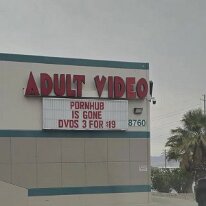 ADULT VIDEO!
PORNHUB
IS GONE
DVDS 3 FOR $19
8760